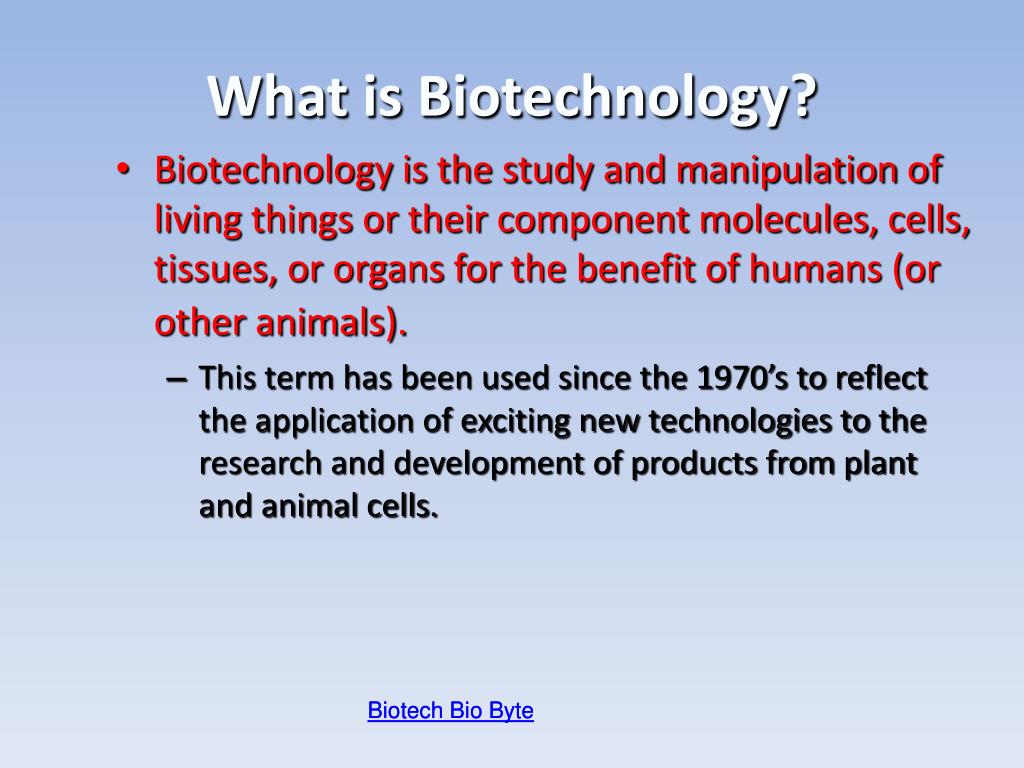 What is Biotechnology?
• Biotechnology is the study and manipulation of
living things or their component molecules, cells,
tissues, or organs for the benefit of humans (or
other animals).
– This term has been used since the 1970’s to reflect
the application of exciting new technologies to the
research and development of products from plant
and animal cells.
Biotech Bio Byte